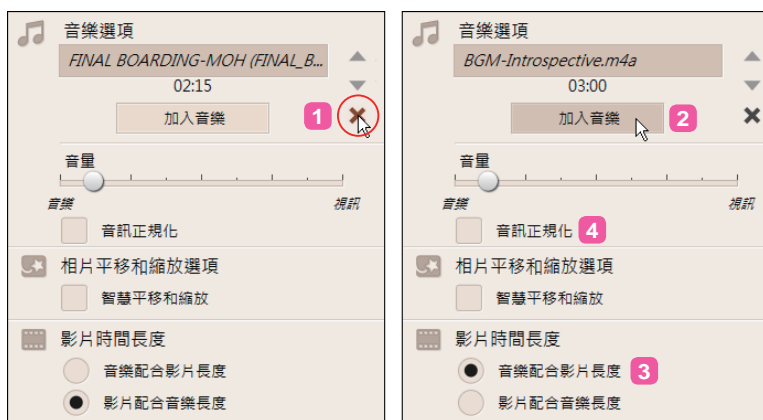 音樂選項
FINAL BOARDING-MOH (FINAL_B...
02:15
加入音樂
1
音量
音樂
視訊
音訊正規化
相片平移和縮放選項
智慧平移和縮放
影片時間長度
音樂配合影片長度
影片配合音樂長度
音樂選項
BGM-Introspective.m4a
03:00
加入音樂
2
音量
音樂
視訊
音訊正規化
4
相片平移和縮放選項
智慧平移和縮放
影片時間長度
音樂配合影片長度
3
影片配合音樂長度